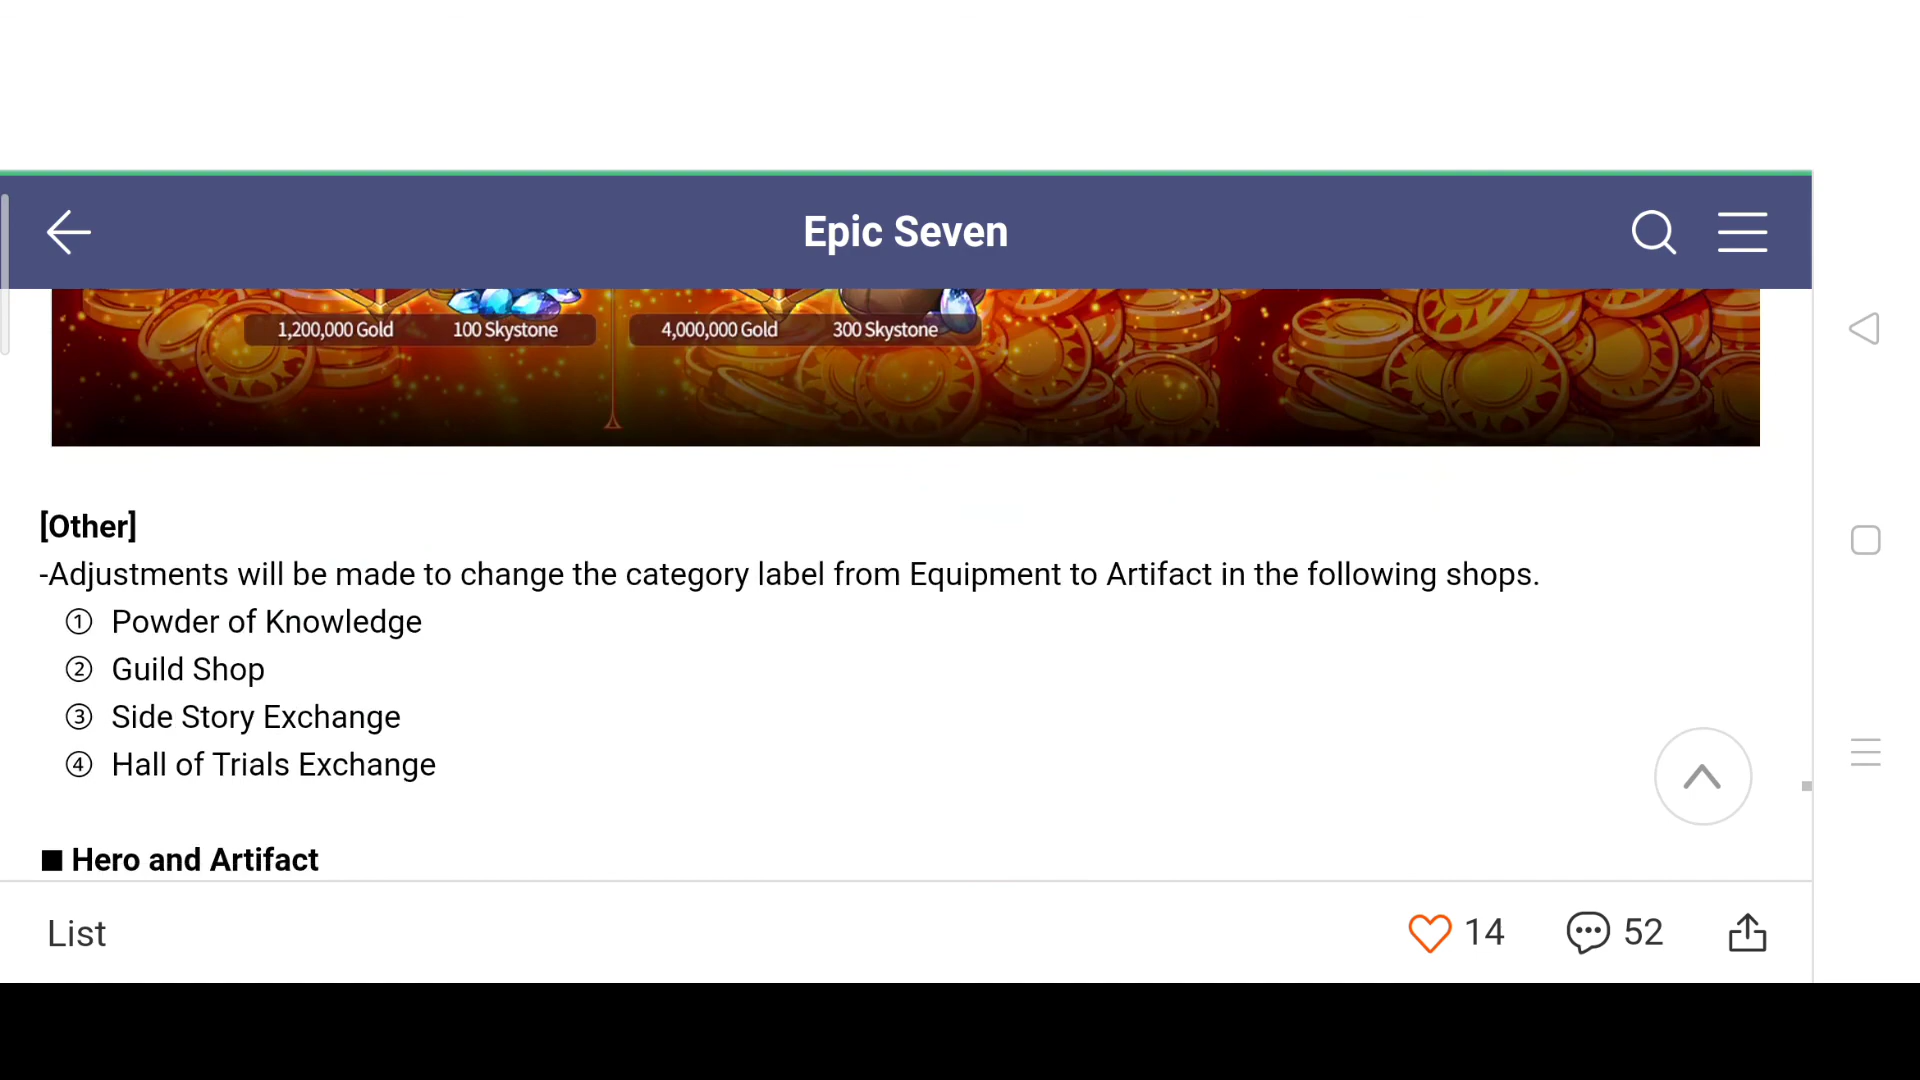 Epic Seven
1,200,000 Gold 100 Skystone 4,000,000 Gold 300 Skystone
[Other]
-Adjustments will be made to change the category label from Equipment to Artifact in the following shops.
① Powder of Knowledge
② Guild Shop
③ Side Story Exchange
④ Hall of Trials Exchange
■ Hero and Artifact
List 14 52